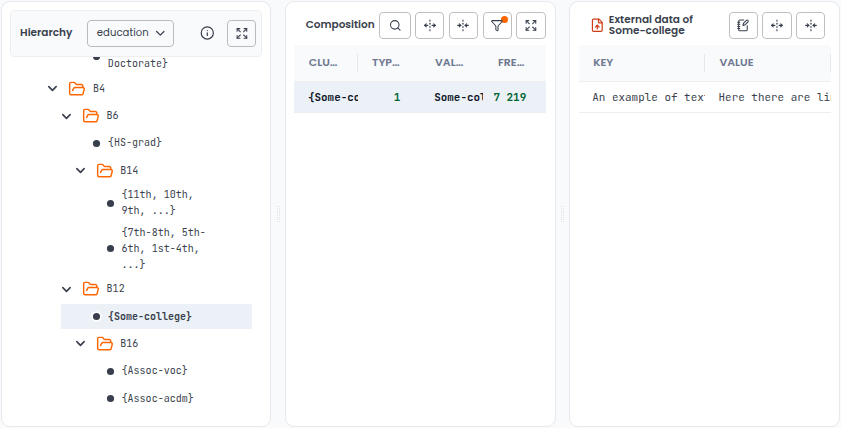 Hierarchy
education
Doctorate}
B4
B6
{HS-grad}
B14
{11th, 10th,
9th, ...}
{7th-8th, 5th-
6th, 1st-4th,
...}
B12
{Some-college}
B16
{Assoc-voc}
{Assoc-acdm}
Composition
CLU... TYP... VAL... FRE...
{Some-cc 1 Some-col 7 219
External data of
Some-college
KEY VALUE
An example of tex Here there are li